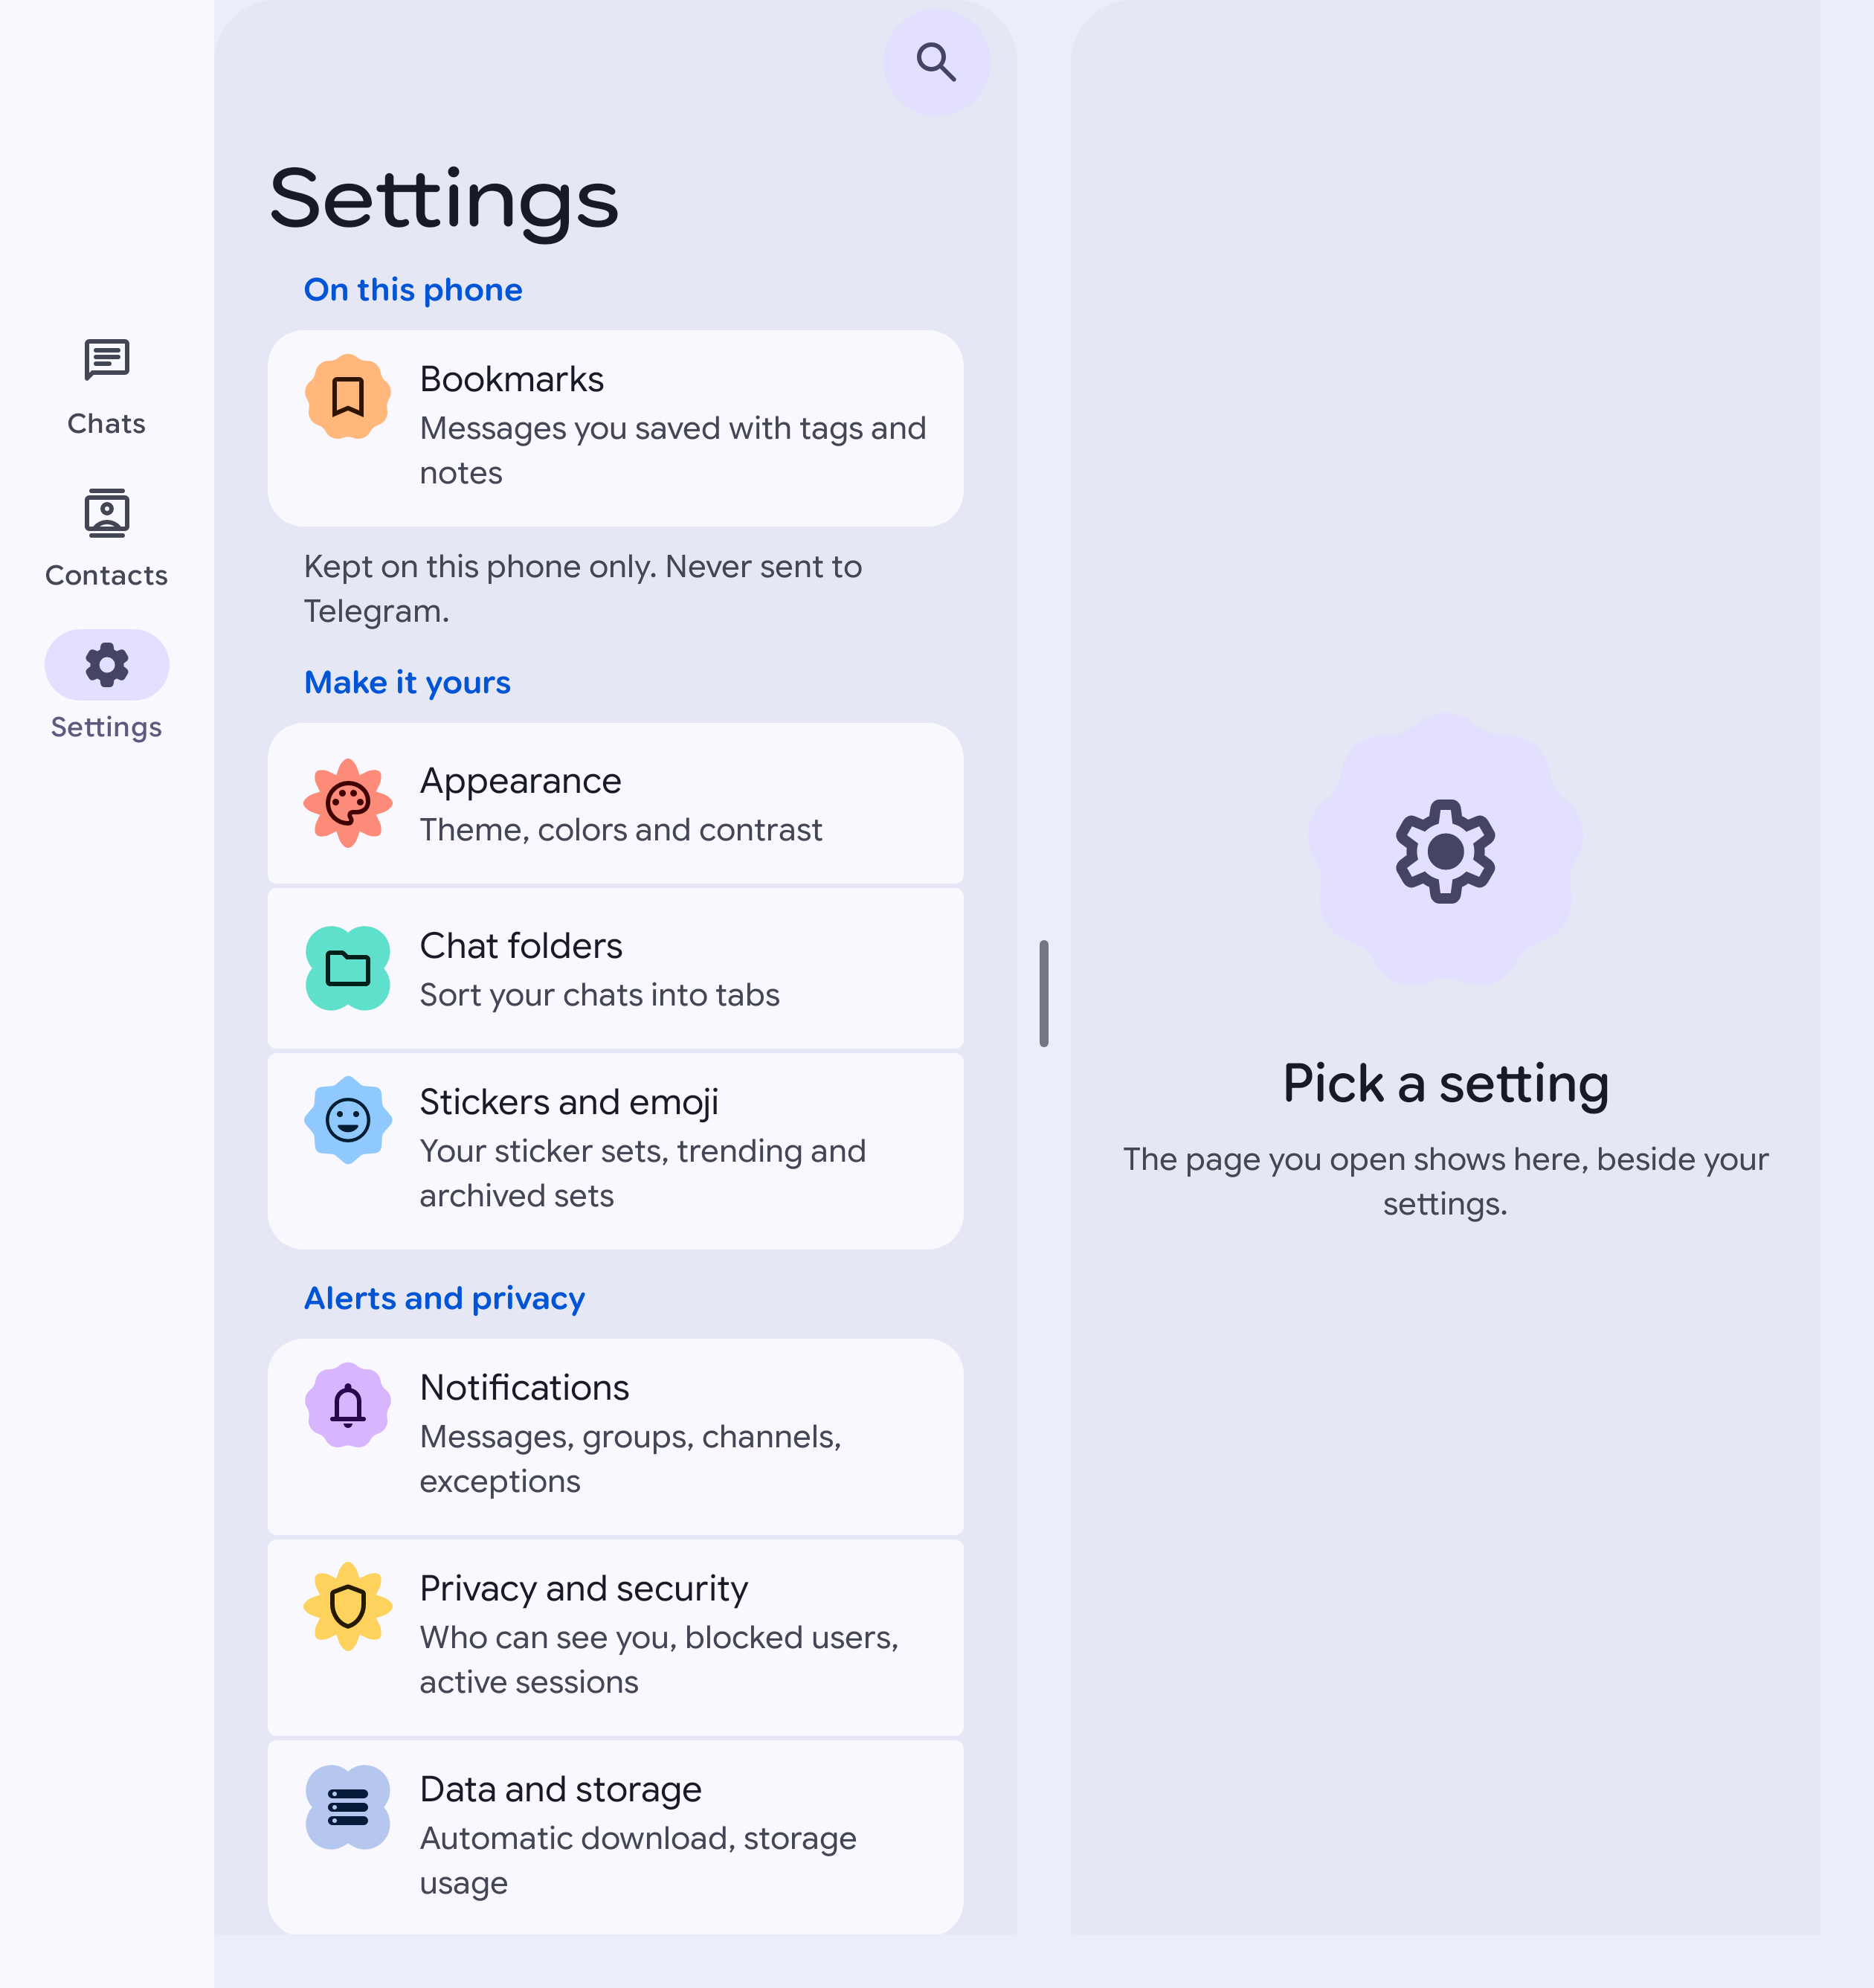 Chats
Contacts
Settings
Settings
On this phone
Bookmarks
Messages you saved with tags and
notes
Kept on this phone only. Never sent to
Telegram.
Make it yours
Appearance
Theme, colors and contrast
Chat folders
Sort your chats into tabs
Stickers and emoji
Your sticker sets, trending and
archived sets
Alerts and privacy
Notifications
Messages, groups, channels,
exceptions
Privacy and security
Who can see you, blocked users,
active sessions
Data and storage
Automatic download, storage
usage
Pick a setting
The page you open shows here, beside your
settings.